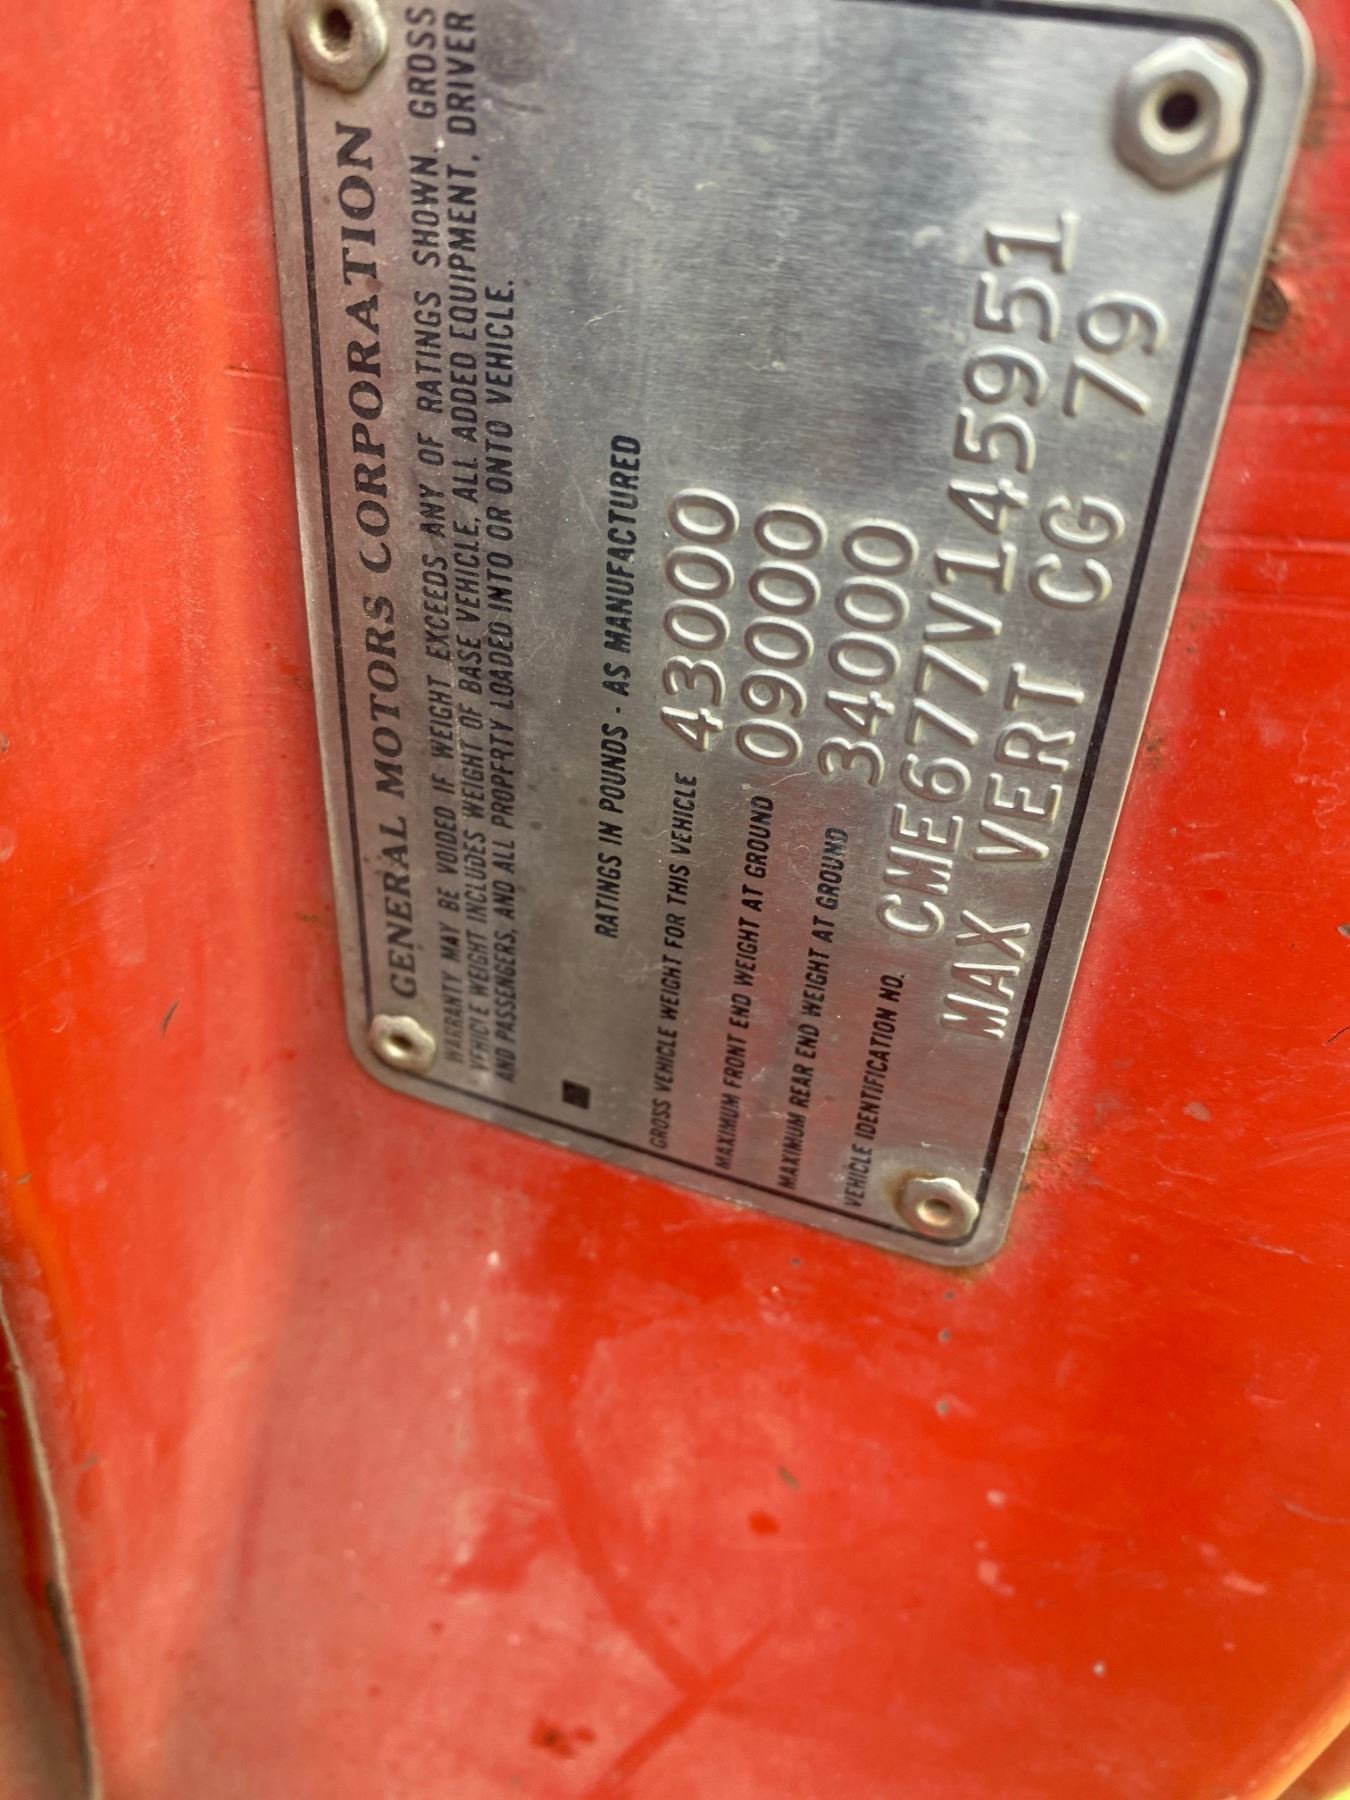 GENERAL MOTORS CORPORATION
WARRANTY MAY BE VOIDED IF WEIGHT EXCEEDS ANY OF RATINGS SHOWN. GROSS
VEHICLE WEIGHT INCLUDES WEIGHT OF BASE VEHICLE, ALL ADDED EQUIPMENT, DRIVER
AND PASSENGERS, AND ALL PROPERTY LOADED INTO OR ONTO VEHICLE.
RATINGS IN POUNDS - AS MANUFACTURED
GROSS VEHICLE WEIGHT FOR THIS VEHICLE 43000
MAXIMUM FRONT END WEIGHT AT GROUND 09000
MAXIMUM REAR END WEIGHT AT GROUND 34000
VEHICLE IDENTIFICATION NO. CME677V145951
MAX VERT CG 79